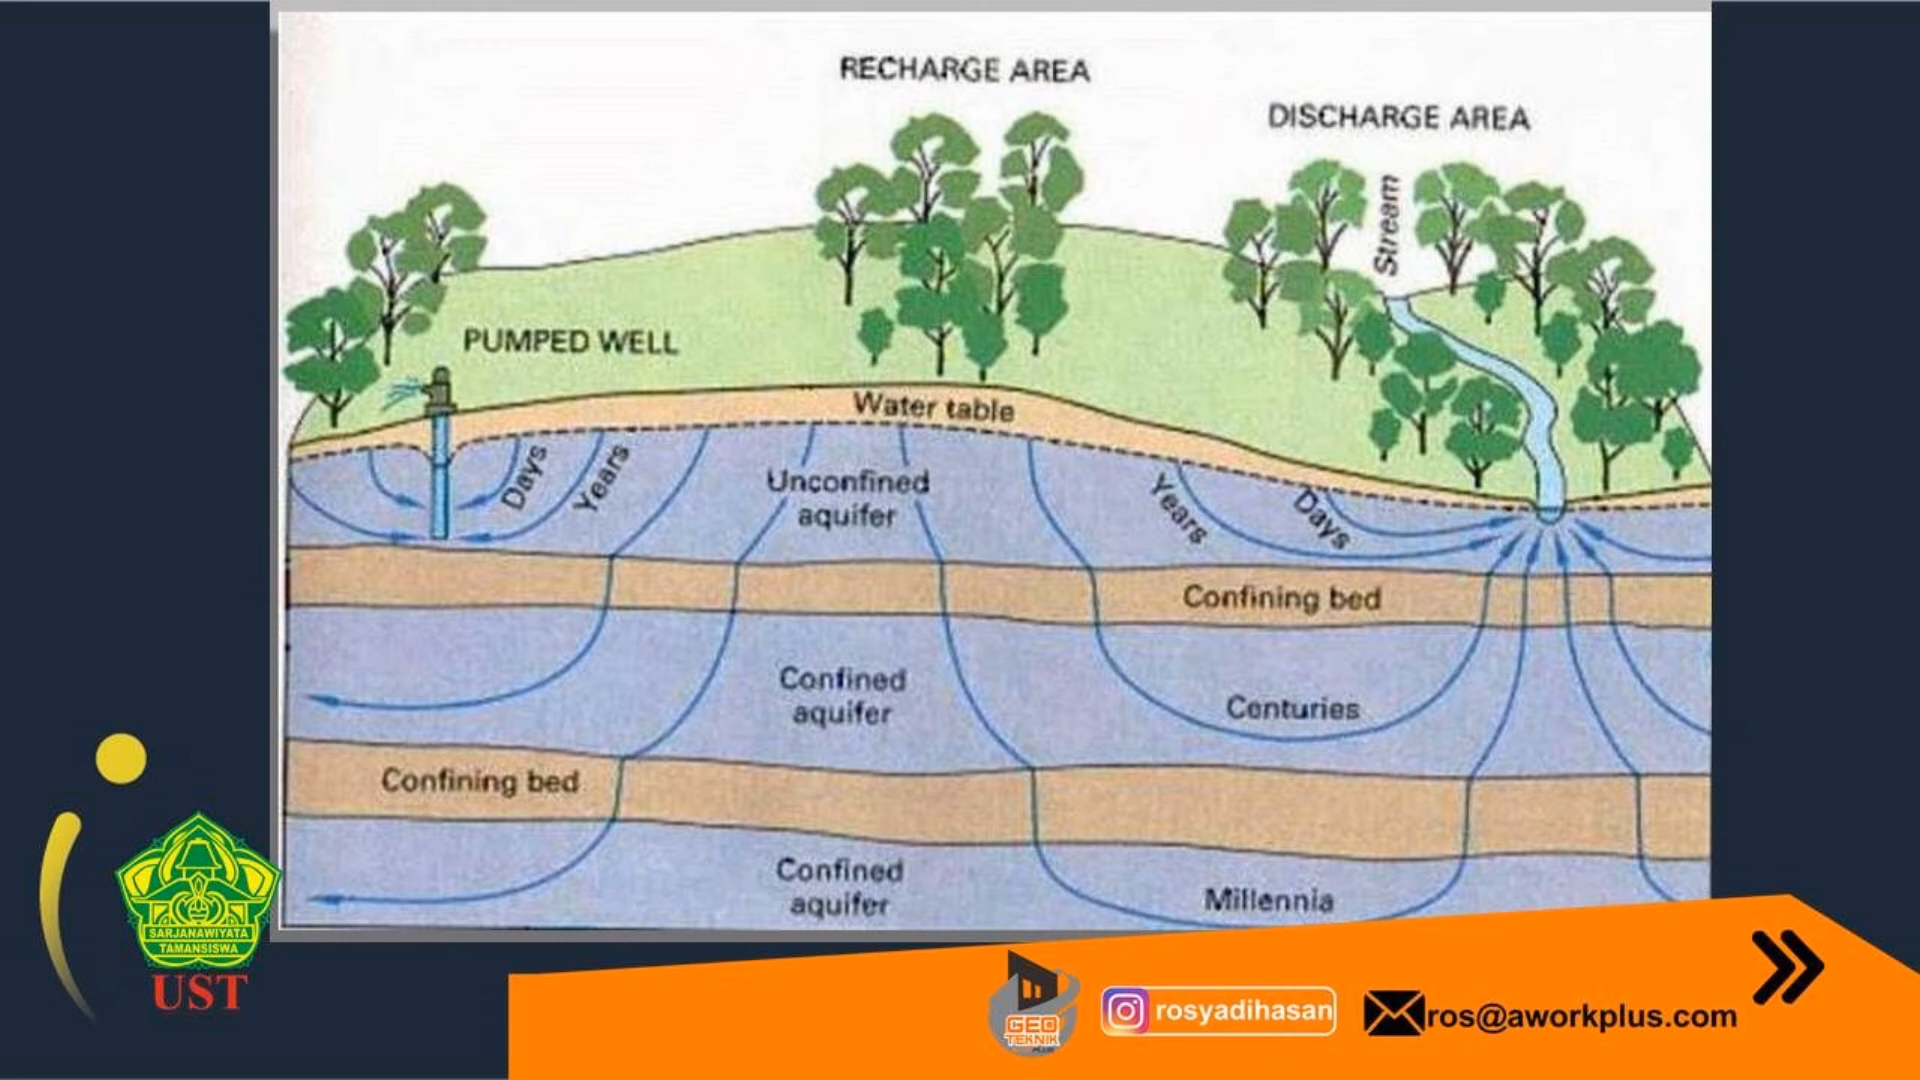 RECHARGE AREA
DISCHARGE AREA
Stream
PUMPED WELL
Water table
Days
Years
Unconfined
aquifer
Years
Days
Confining bed
Confined
aquifer
Centuries
Confining bed
Confined
aquifer
Millennia
SARJANAWIYATA
TAMANSISWA
UST
GEO
TEKNIK
PLUS
rosyadihasan
ros@aworkplus.com